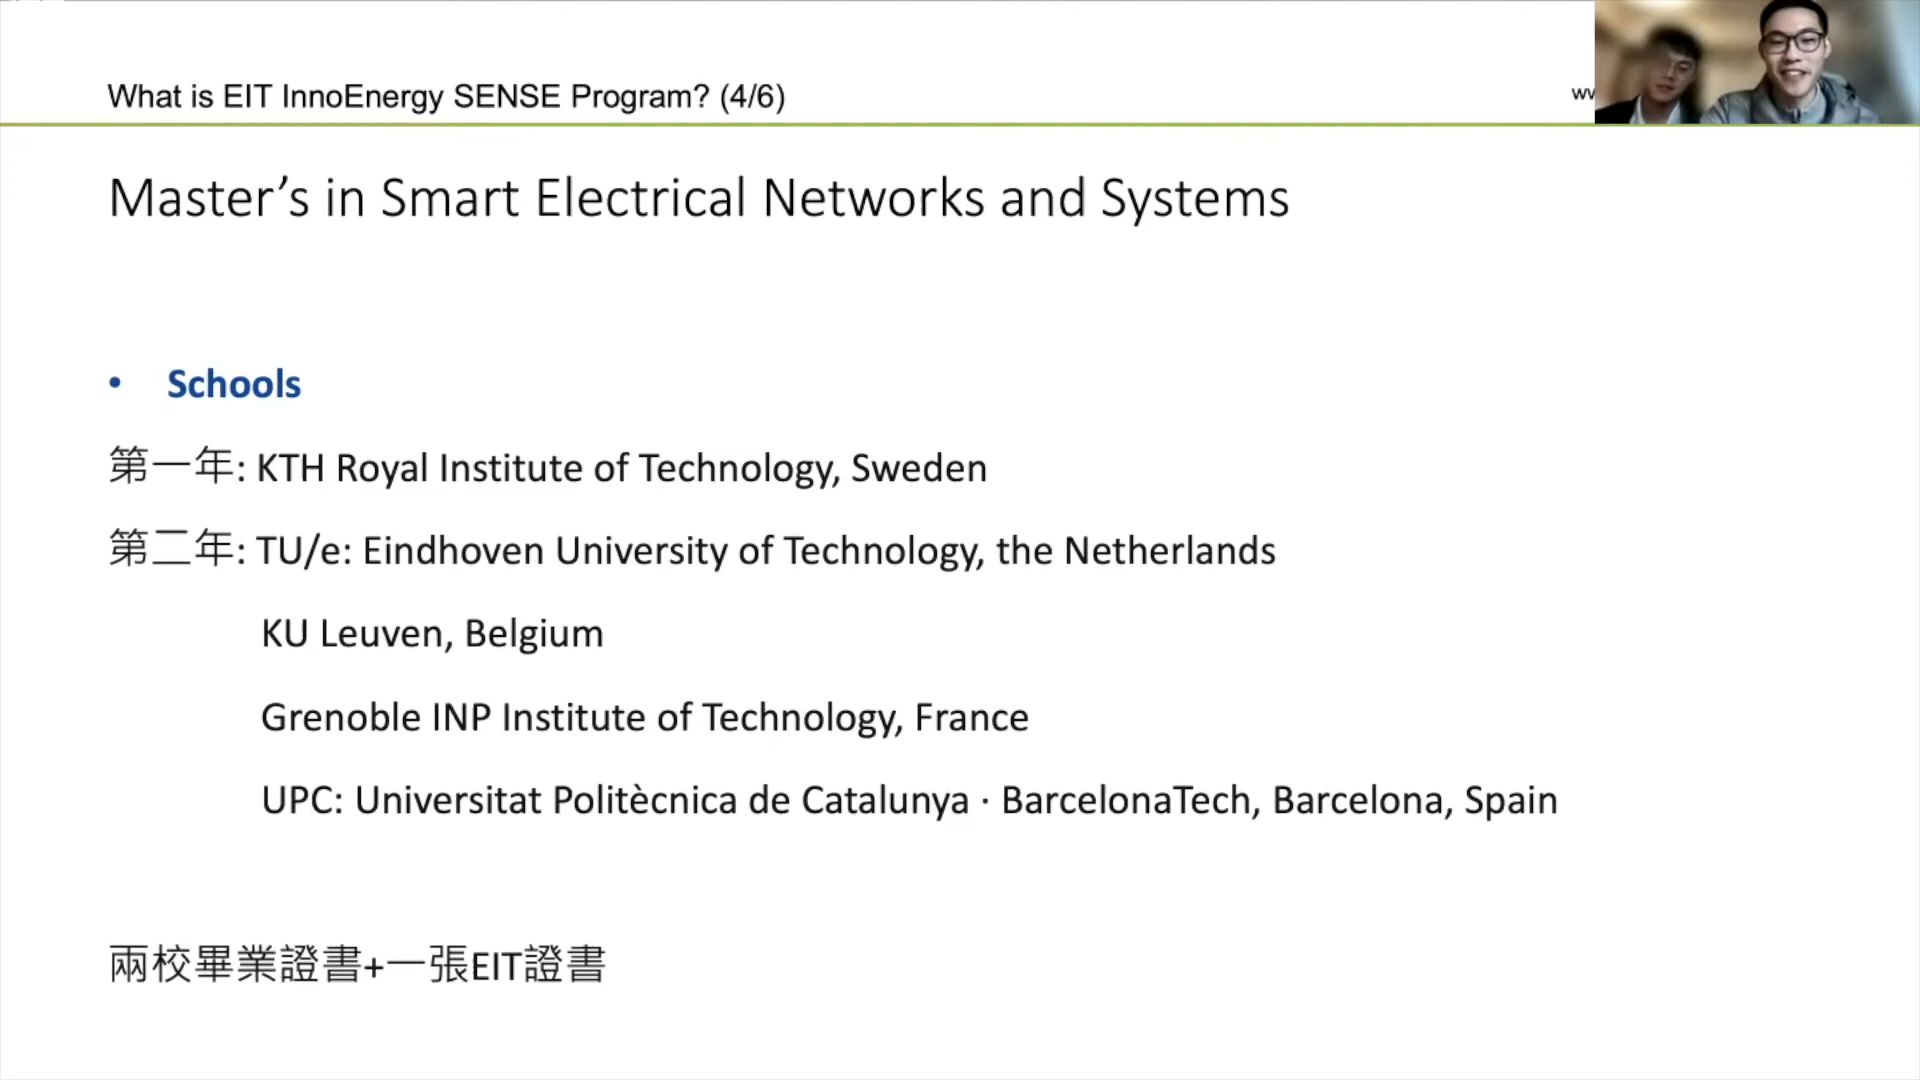 What is EIT InnoEnergy SENSE Program? (4/6)
Master’s in Smart Electrical Networks and Systems
• Schools
第一年: KTH Royal Institute of Technology, Sweden
第二年: TU/e: Eindhoven University of Technology, the Netherlands
KU Leuven, Belgium
Grenoble INP Institute of Technology, France
UPC: Universitat Politècnica de Catalunya · BarcelonaTech, Barcelona, Spain
兩校畢業證書+一張EIT證書